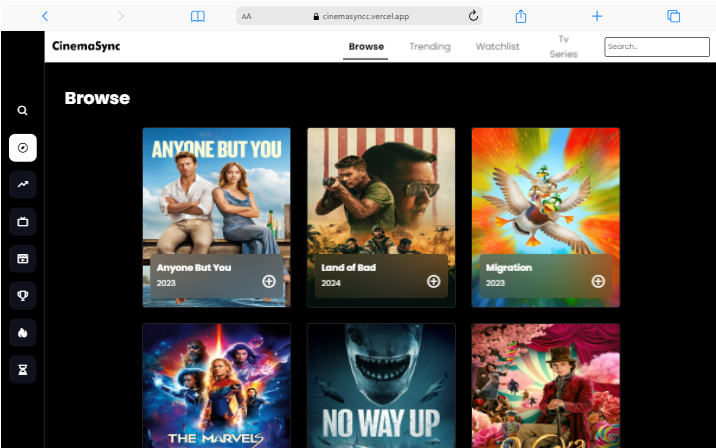 AA cinemasyncc.vercel.app
CinemaSync
Browse
Trending
Watchlist
Tv
Series
Search..
Browse
ANYONE BUT YOU
Anyone But You
2023
Land of Bad
2024
Migration
2023
THE MARVELS
NO WAY UP